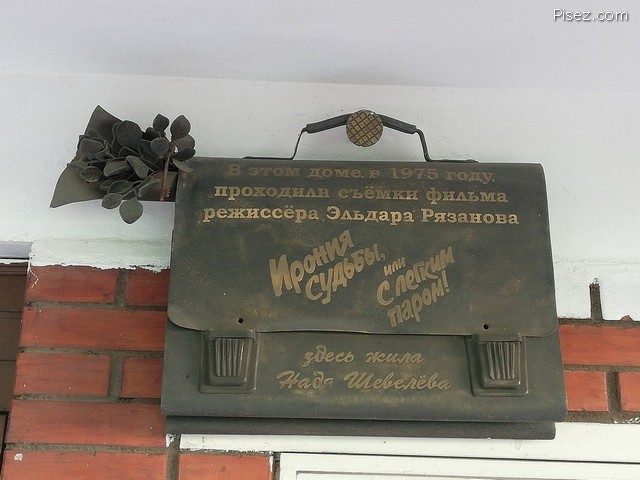 Pisez.com
В этом доме в 1975 году
проходили съёмки фильма
режиссёра Эльдара Рязанова
Ирония
судьбы,
или
С легким
паром!
здесь жила
Надя Шевелёва